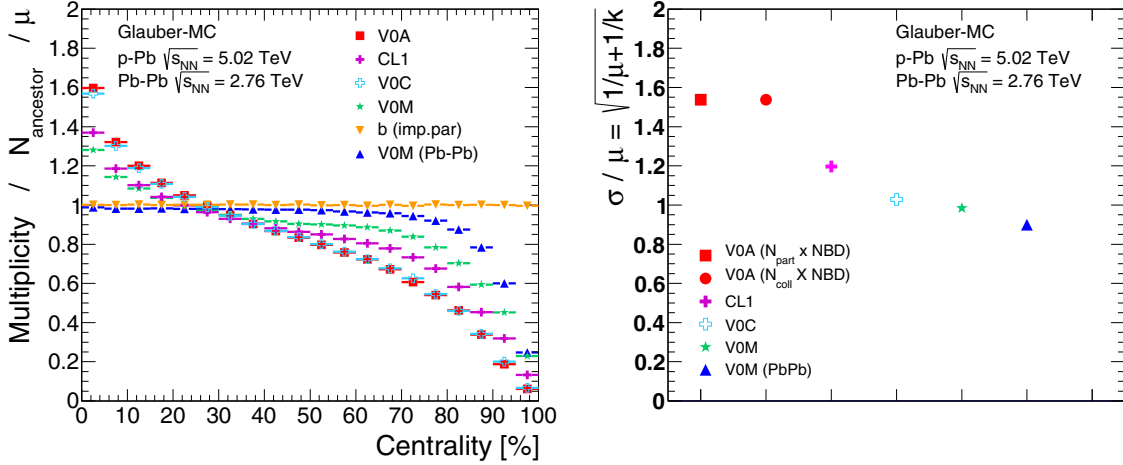 Multiplicity / N_ancestor / μ
2
1.8
1.6
1.4
1.2
1
0.8
0.6
0.4
0.2
0
Glauber-MC
p-Pb √s_NN = 5.02 TeV
Pb-Pb √s_NN = 2.76 TeV
V0A
CL1
V0C
V0M
b (imp.par)
V0M (Pb-Pb)
0 10 20 30 40 50 60 70 80 90 100
Centrality [%]
σ / μ = √1/μ+1/k
2
1.8
1.6
1.4
1.2
1
0.8
0.6
0.4
0.2
0
Glauber-MC
p-Pb √s_NN = 5.02 TeV
Pb-Pb √s_NN = 2.76 TeV
V0A (N_part x NBD)
V0A (N_coll X NBD)
CL1
V0C
V0M
V0M (PbPb)